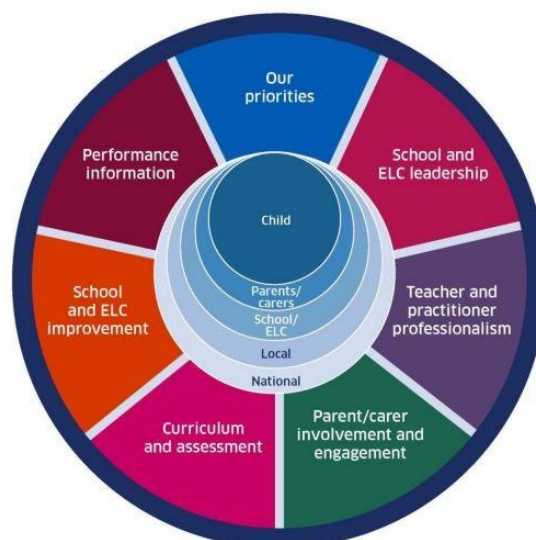 Our
priorities
School and
ELC leadership
Teacher and
practitioner
professionalism
Parent/carer
involvement and
engagement
Curriculum
and assessment
School
and ELC
improvement
Performance
information
Child
Parents/
carers
School/
ELC
Local
National